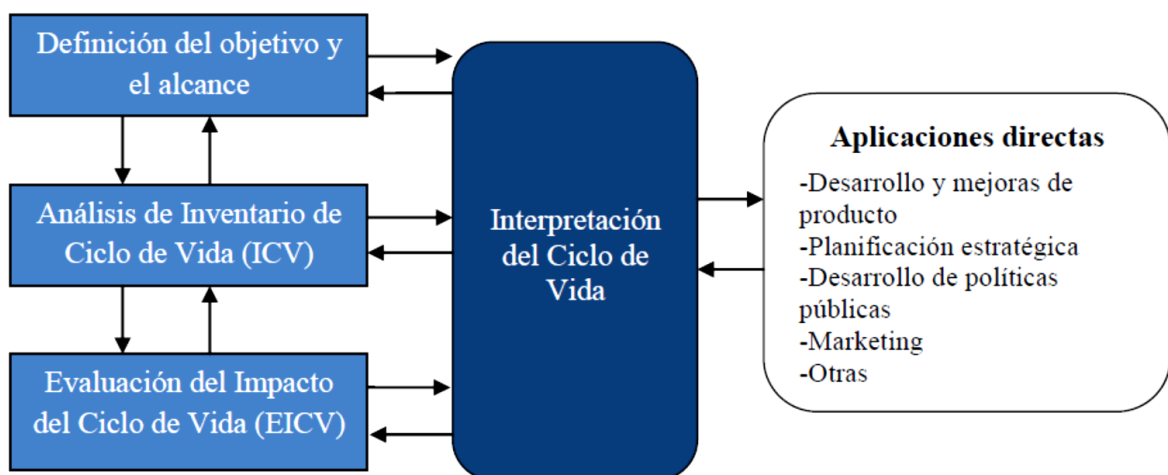 Definición del objetivo y
el alcance
Análisis de Inventario de
Ciclo de Vida (ICV)
Evaluación del Impacto
del Ciclo de Vida (EICV)
Interpretación
del Ciclo de
Vida
Aplicaciones directas
-Desarrollo y mejoras de
producto
-Planificación estratégica
-Desarrollo de políticas
públicas
-Marketing
-Otras